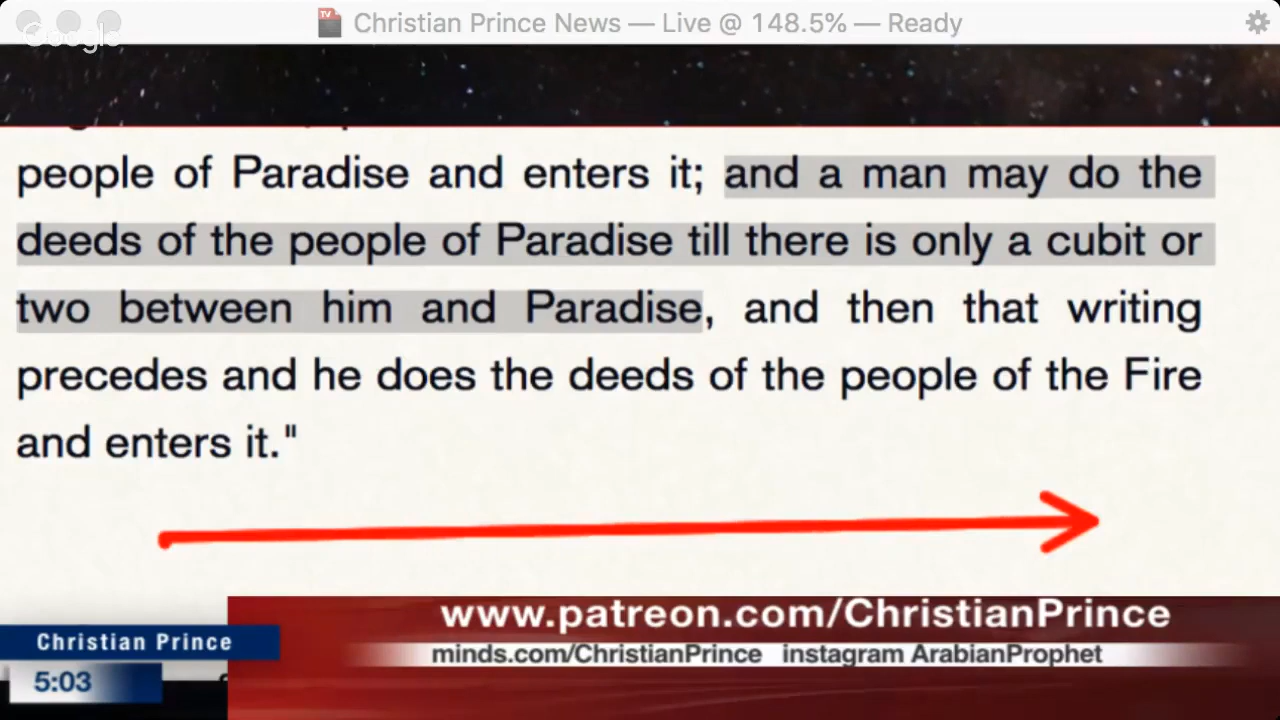 Christian Prince News — Live @ 148.5% — Ready
Google
people of Paradise and enters it; and a man may do the
deeds of the people of Paradise till there is only a cubit or
two between him and Paradise, and then that writing
precedes and he does the deeds of the people of the Fire
and enters it."
www.patreon.com/ChristianPrince
Christian Prince
minds.com/ChristianPrince instagram ArabianProphet
5:03